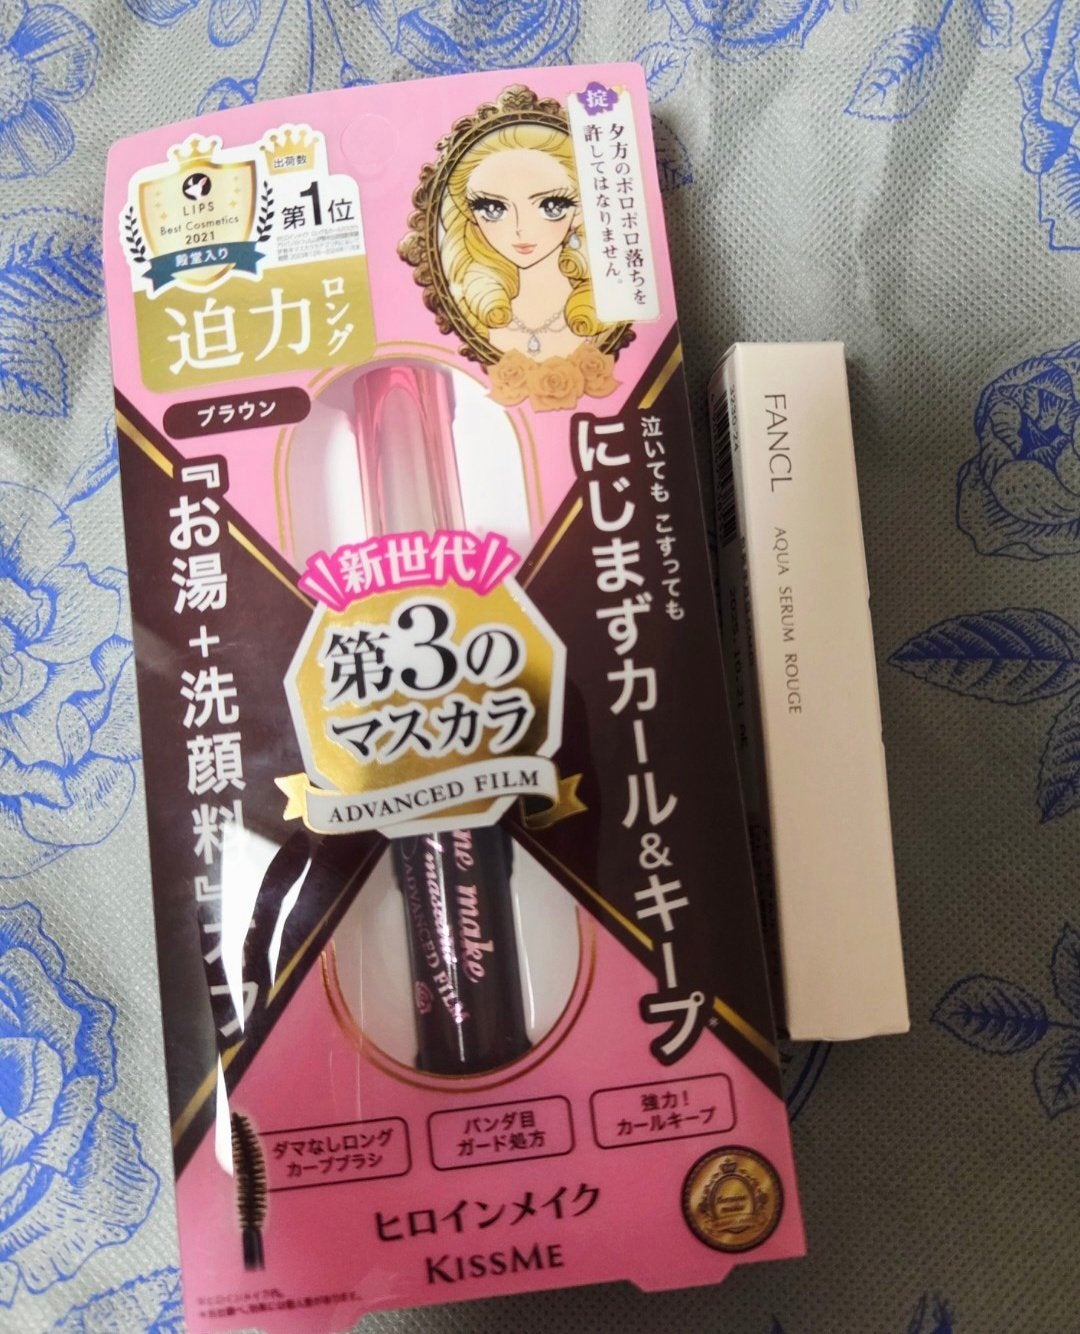 LIPS
Best Cosmetics
2021
殿堂入り
出荷数
第1位
迫力
ロング
掟
夕方のポロポロ落ちを
許してはなりません。
ブラウン
泣いても こすっても
にじまずカール&キープ*
『お湯+洗顔料』オフ
新世代
第3の
マスカラ
ADVANCED FILM
make
mascara
ADVANCED FILM
ダマなしロング
カーブブラシ
パンダ目
ガード処方
強力!
カールキープ
ヒロインメイク
KISSME
FANCL
AQUA SERUM ROUGE